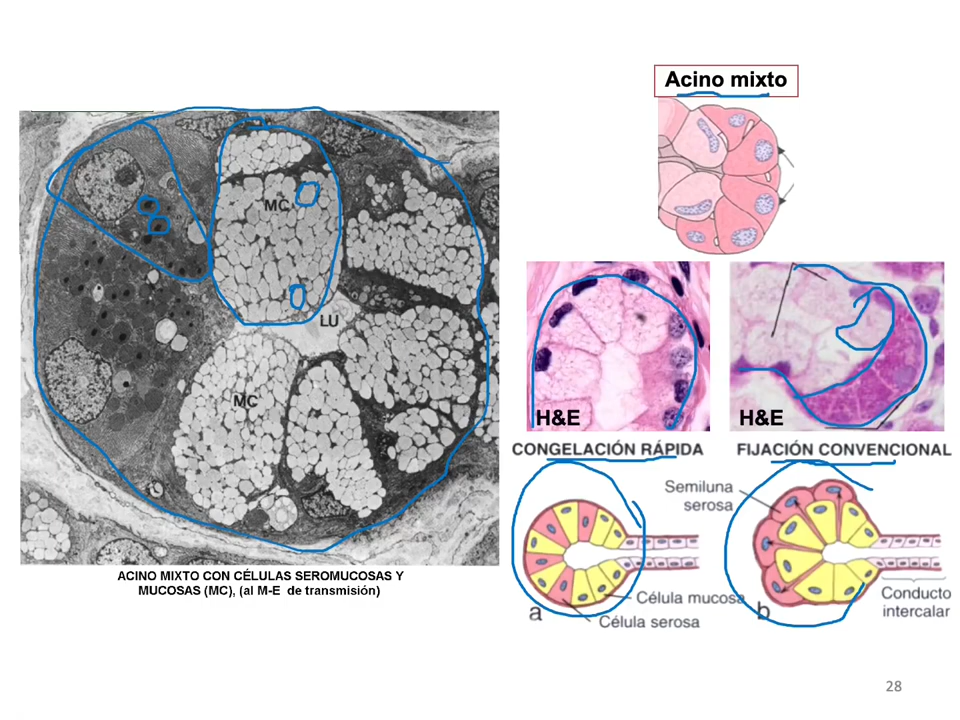 Acino mixto
MC
LU
MC
H&E
H&E
CONGELACIÓN RÁPIDA
FIJACIÓN CONVENCIONAL
Semiluna
serosa
ACINO MIXTO CON CÉLULAS SEROMUCOSAS Y
MUCOSAS (MC), (al M-E de transmisión)
Célula mucosa
Célula serosa
a
b
Conducto
intercalar
28